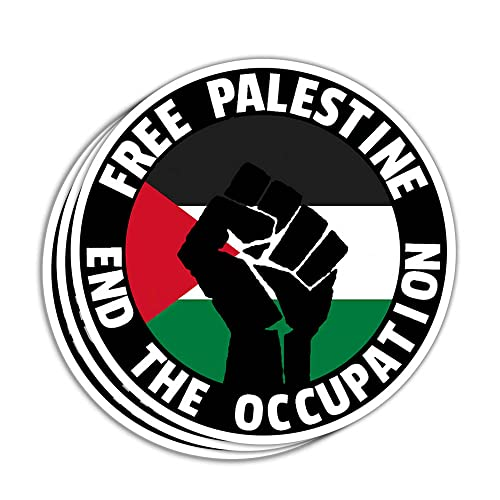 FREE PALESTINE
END THE OCCUPATION